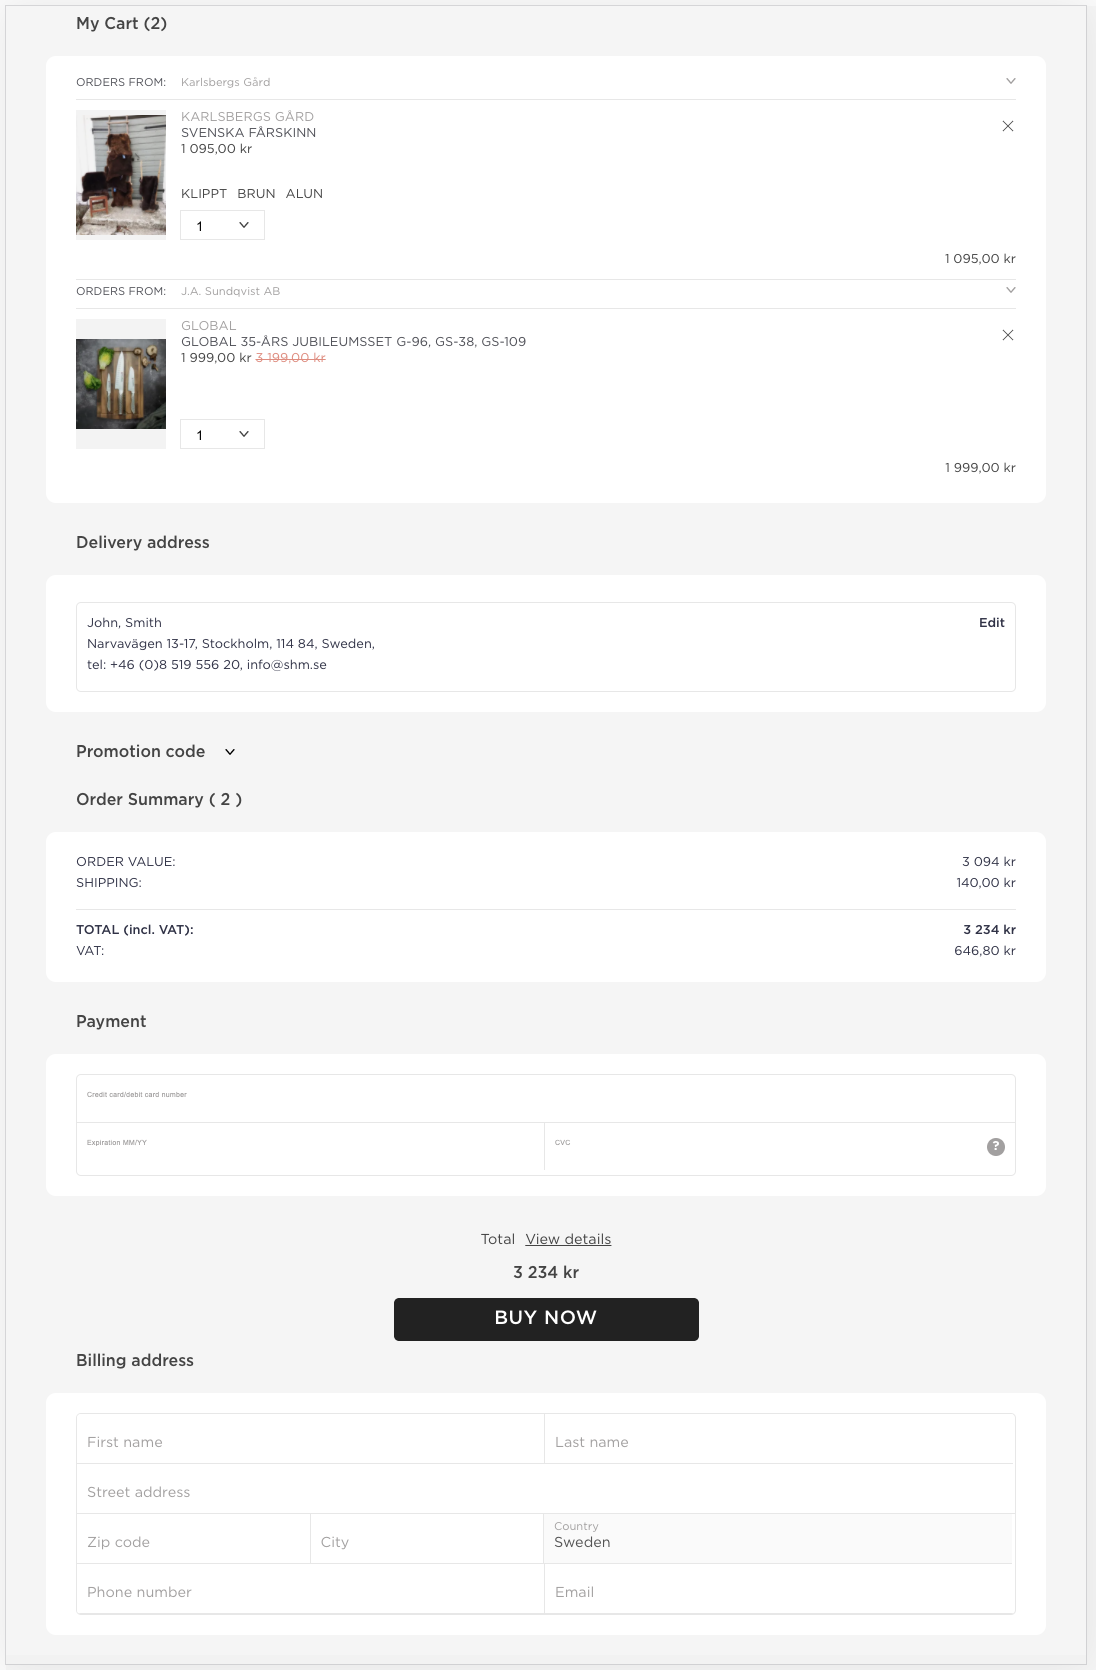 My Cart (2)
ORDERS FROM: Karlsbergs Gård
KARLSBERGS GÅRD
SVENSKA FÅRSKINN
1 095,00 kr
KLIPPT BRUN ALUN
1
1 095,00 kr
ORDERS FROM: J.A. Sundqvist AB
GLOBAL
GLOBAL 35-ÅRS JUBILEUMSSET G-96, GS-38, GS-109
1 999,00 kr 3 199,00 kr
1
1 999,00 kr
Delivery address
John, Smith
Edit
Narvavägen 13-17, Stockholm, 114 84, Sweden,
tel: +46 (0)8 519 556 20, info@shm.se
Promotion code
Order Summary ( 2 )
ORDER VALUE: 3 094 kr
SHIPPING: 140,00 kr
TOTAL (incl. VAT): 3 234 kr
VAT: 646,80 kr
Payment
Credit card/debit card number
Expiration MM/YY
CVC
?
Total View details
3 234 kr
BUY NOW
Billing address
First name
Last name
Street address
Zip code
City
Country
Sweden
Phone number
Email